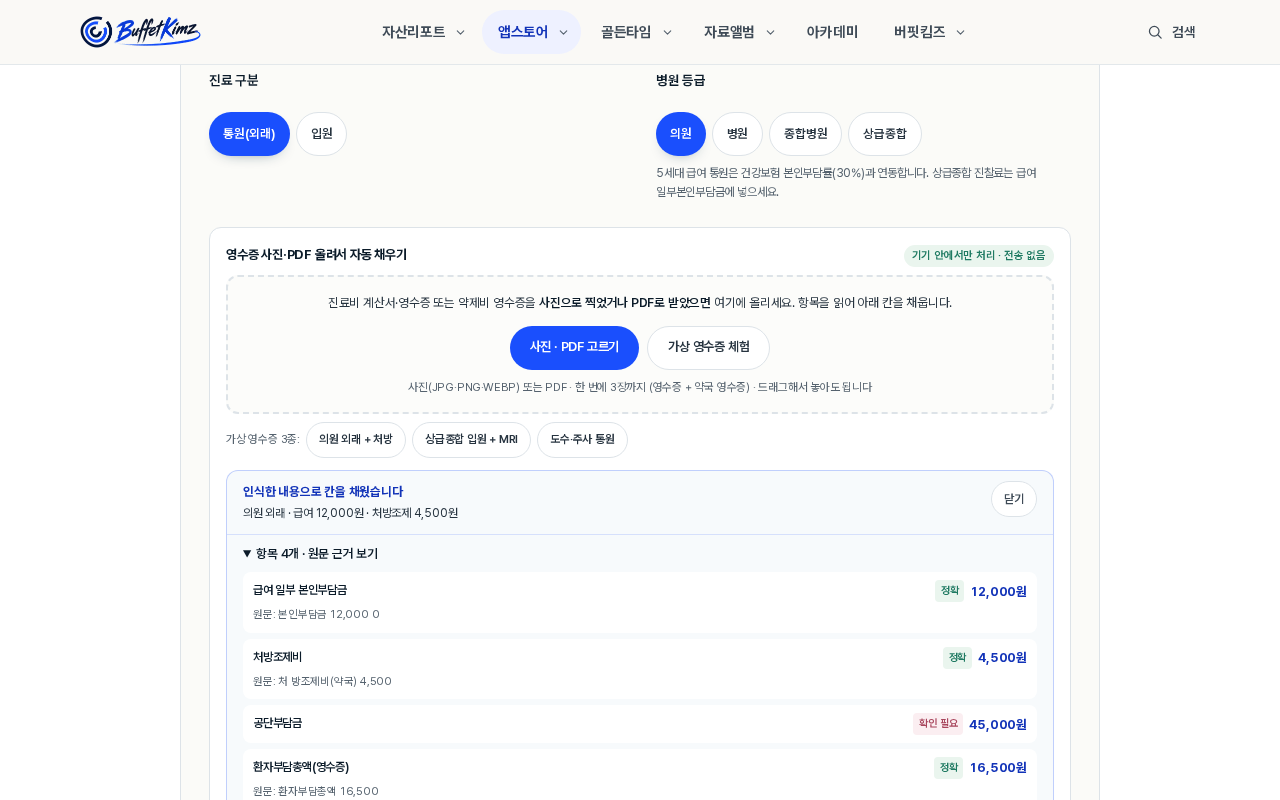 BuffetKimz
자산리포트
앱스토어
골든타임
자료앨범
아카데미
버핏킴즈
검색
진료 구분
통원(외래)
입원
병원 등급
의원
병원
종합병원
상급종합
5세대 급여 통원은 건강보험 본인부담률(30%)과 연동합니다. 상급종합 진찰료는 급여
일부본인부담금에 넣으세요.
영수증 사진·PDF 올려서 자동 채우기
기기 안에서만 처리 · 전송 없음
진료비 계산서·영수증 또는 약제비 영수증을 사진으로 찍었거나 PDF로 받았으면 여기에 올리세요. 항목을 읽어 아래 칸을 채웁니다.
사진 · PDF 고르기
가상 영수증 체험
사진(JPG·PNG·WEBP) 또는 PDF · 한 번에 3장까지 (영수증 + 약국 영수증) · 드래그해서 놓아도 됩니다
가상 영수증 3종:
의원 외래 + 처방
상급종합 입원 + MRI
도수·주사 통원
인식한 내용으로 칸을 채웠습니다
의원 외래 · 급여 12,000원 · 처방조제 4,500원
닫기
▼ 항목 4개 · 원문 근거 보기
급여 일부 본인부담금
정확
12,000원
원문: 본인부담금 12,000 0
처방조제비
정확
4,500원
원문: 처 방조제비(약국) 4,500
공단부담금
확인 필요
45,000원
환자부담총액(영수증)
정확
16,500원
원문: 환자부담총액 16,500